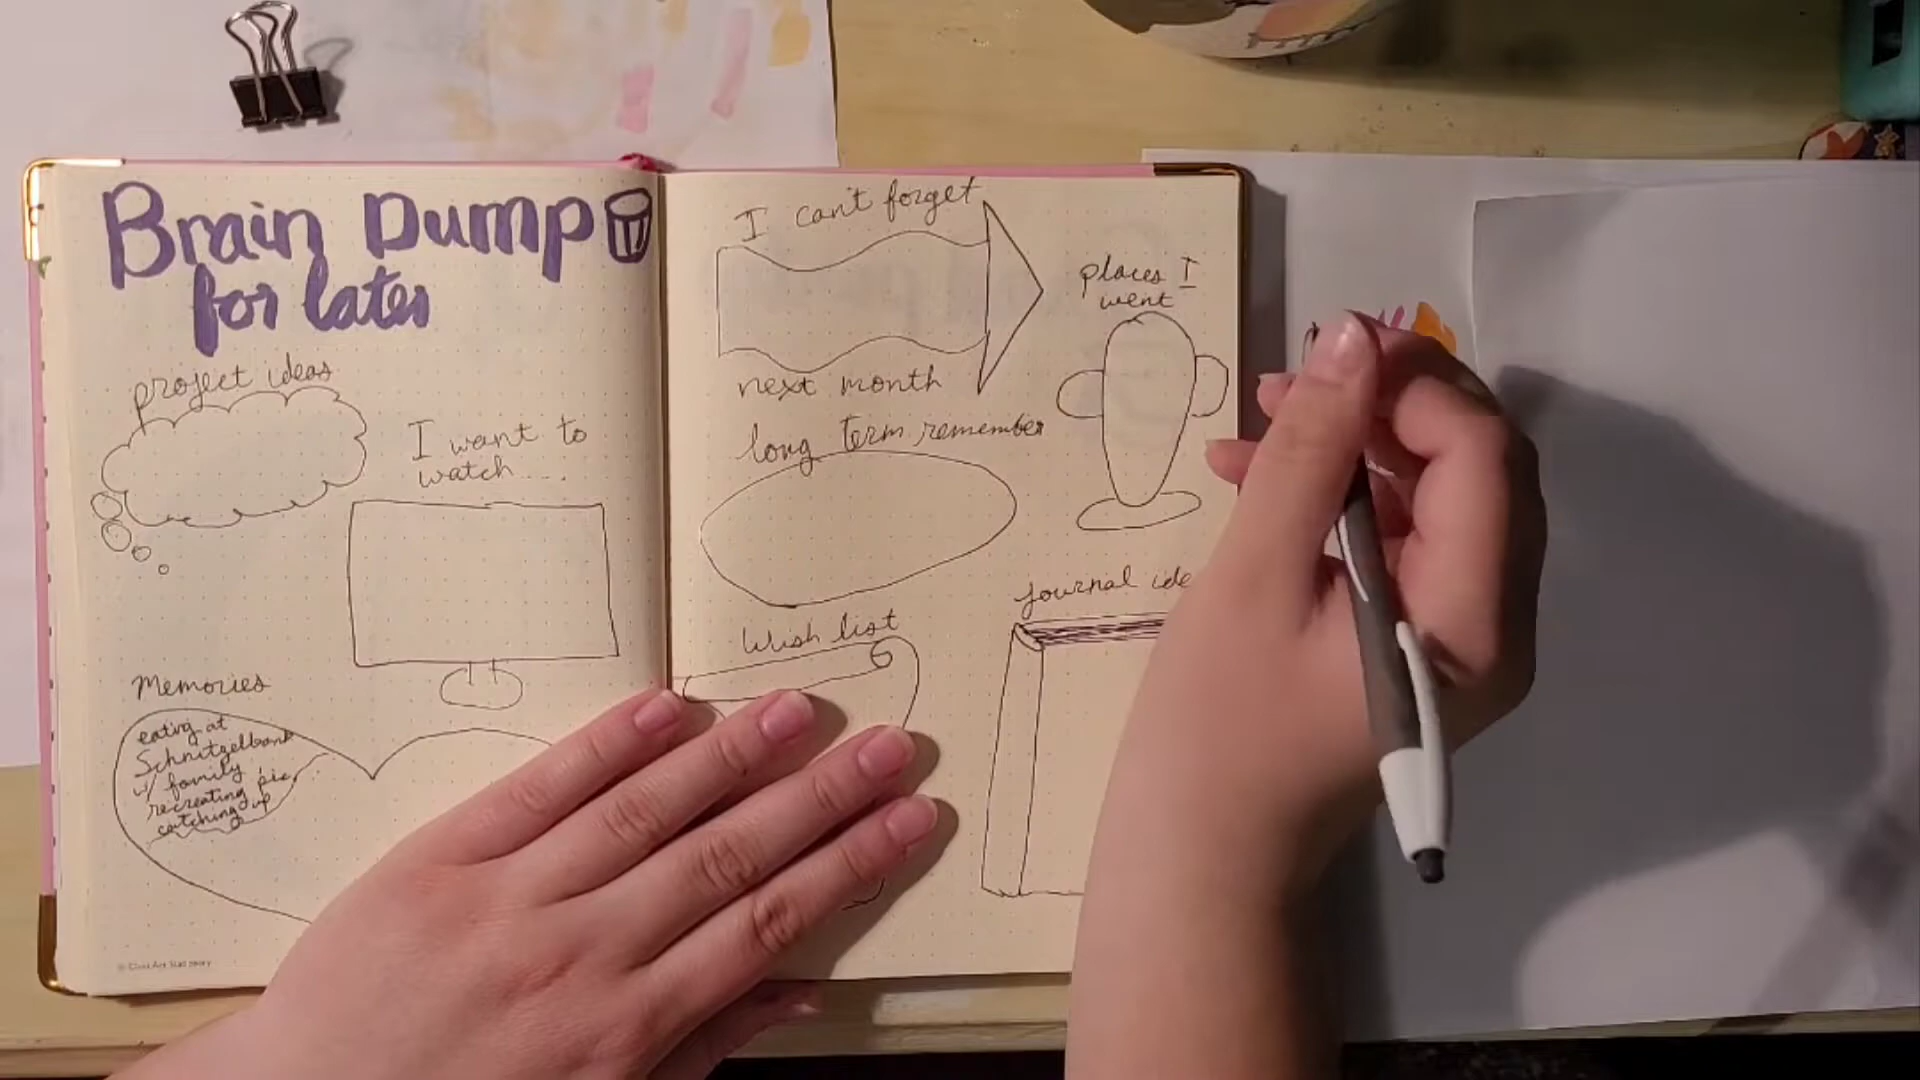 Brain Dump
for later
project ideas
I want to
watch....
Memories
eating at
Schnitzelbank
w/ family
recreating pic
catching up
I can't forget
next month
places I
went
long term remember
Wish list
journal ide